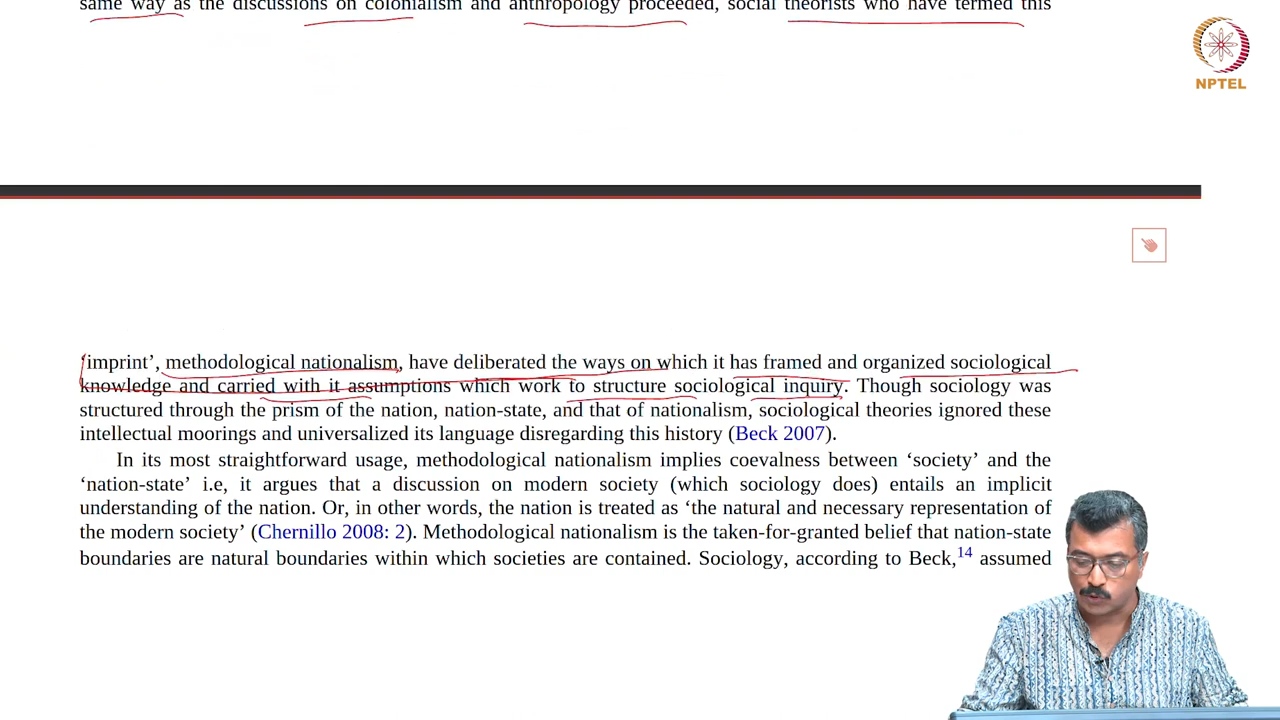 same way as the discussions on colonialism and anthropology proceeded, social theorists who have termed this
NPTEL
‘imprint’, methodological nationalism, have deliberated the ways on which it has framed and organized sociological
knowledge and carried with it assumptions which work to structure sociological inquiry. Though sociology was
structured through the prism of the nation, nation-state, and that of nationalism, sociological theories ignored these
intellectual moorings and universalized its language disregarding this history (Beck 2007).
In its most straightforward usage, methodological nationalism implies coevalness between ‘society’ and the
‘nation-state’ i.e, it argues that a discussion on modern society (which sociology does) entails an implicit
understanding of the nation. Or, in other words, the nation is treated as ‘the natural and necessary representation of
the modern society’ (Chernillo 2008: 2). Methodological nationalism is the taken-for-granted belief that nation-state
boundaries are natural boundaries within which societies are contained. Sociology, according to Beck,14 assumed